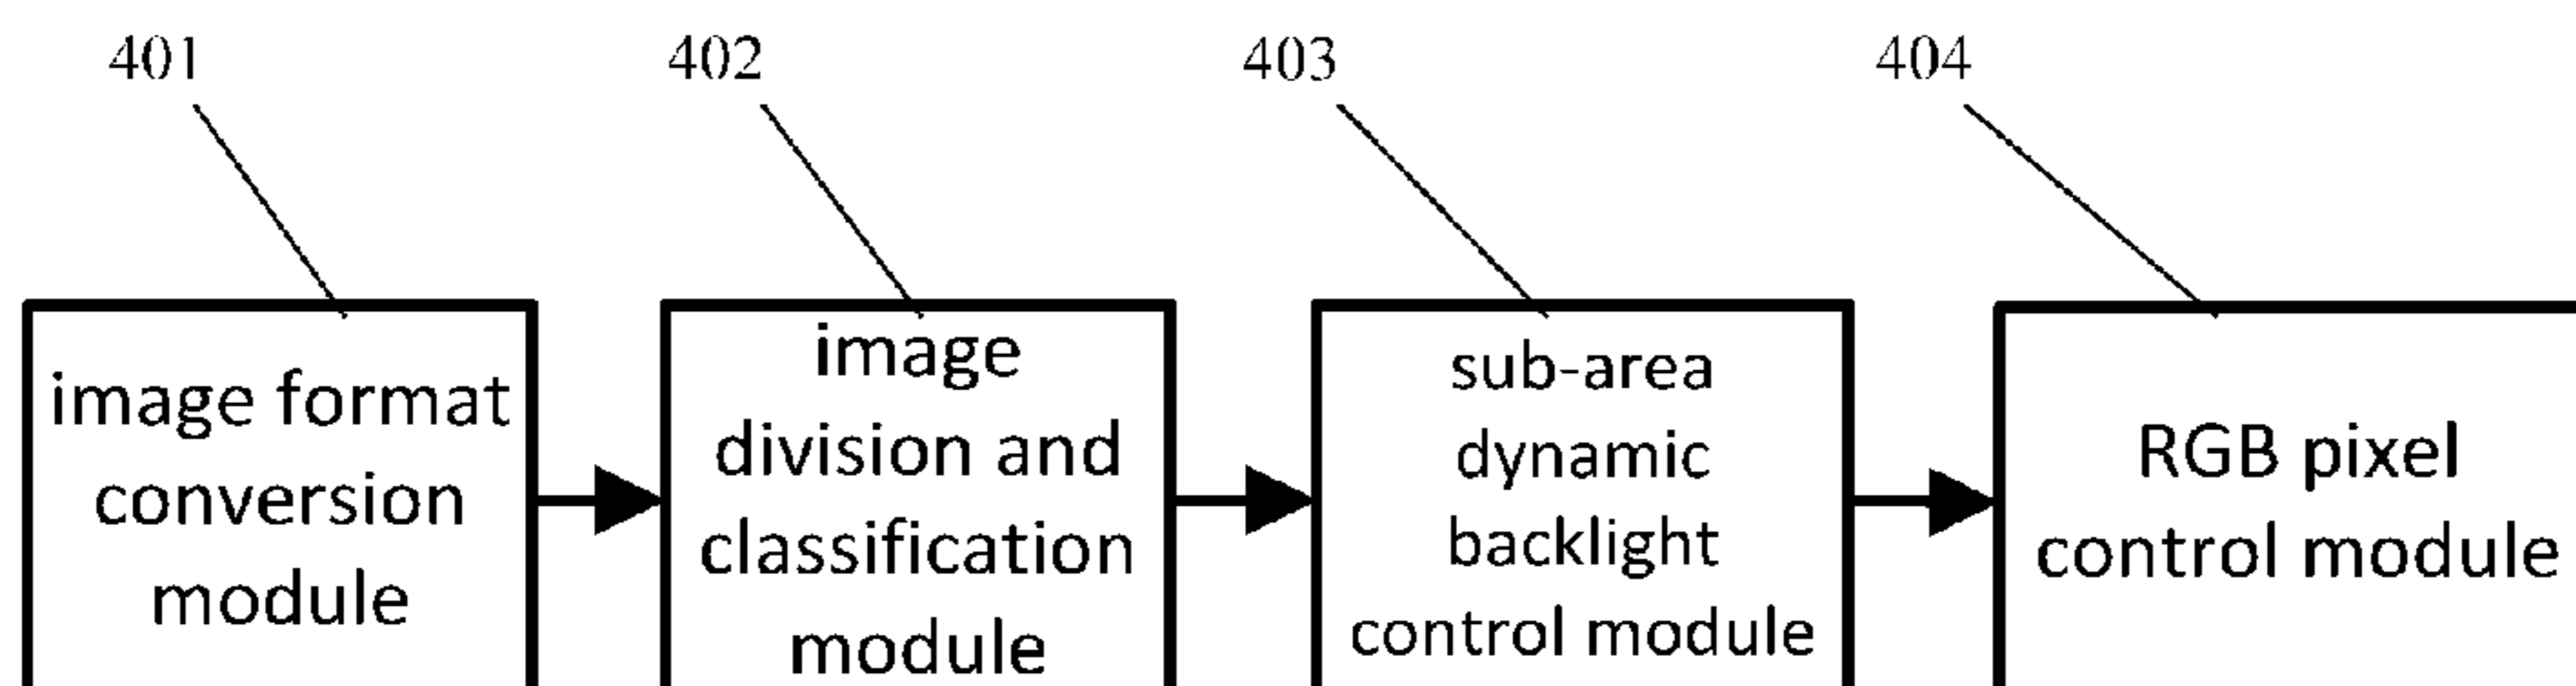 401
402
403
404
image format
conversion
module
image
division and
classification
module
sub-area
dynamic
backlight
control module
RGB pixel
control module